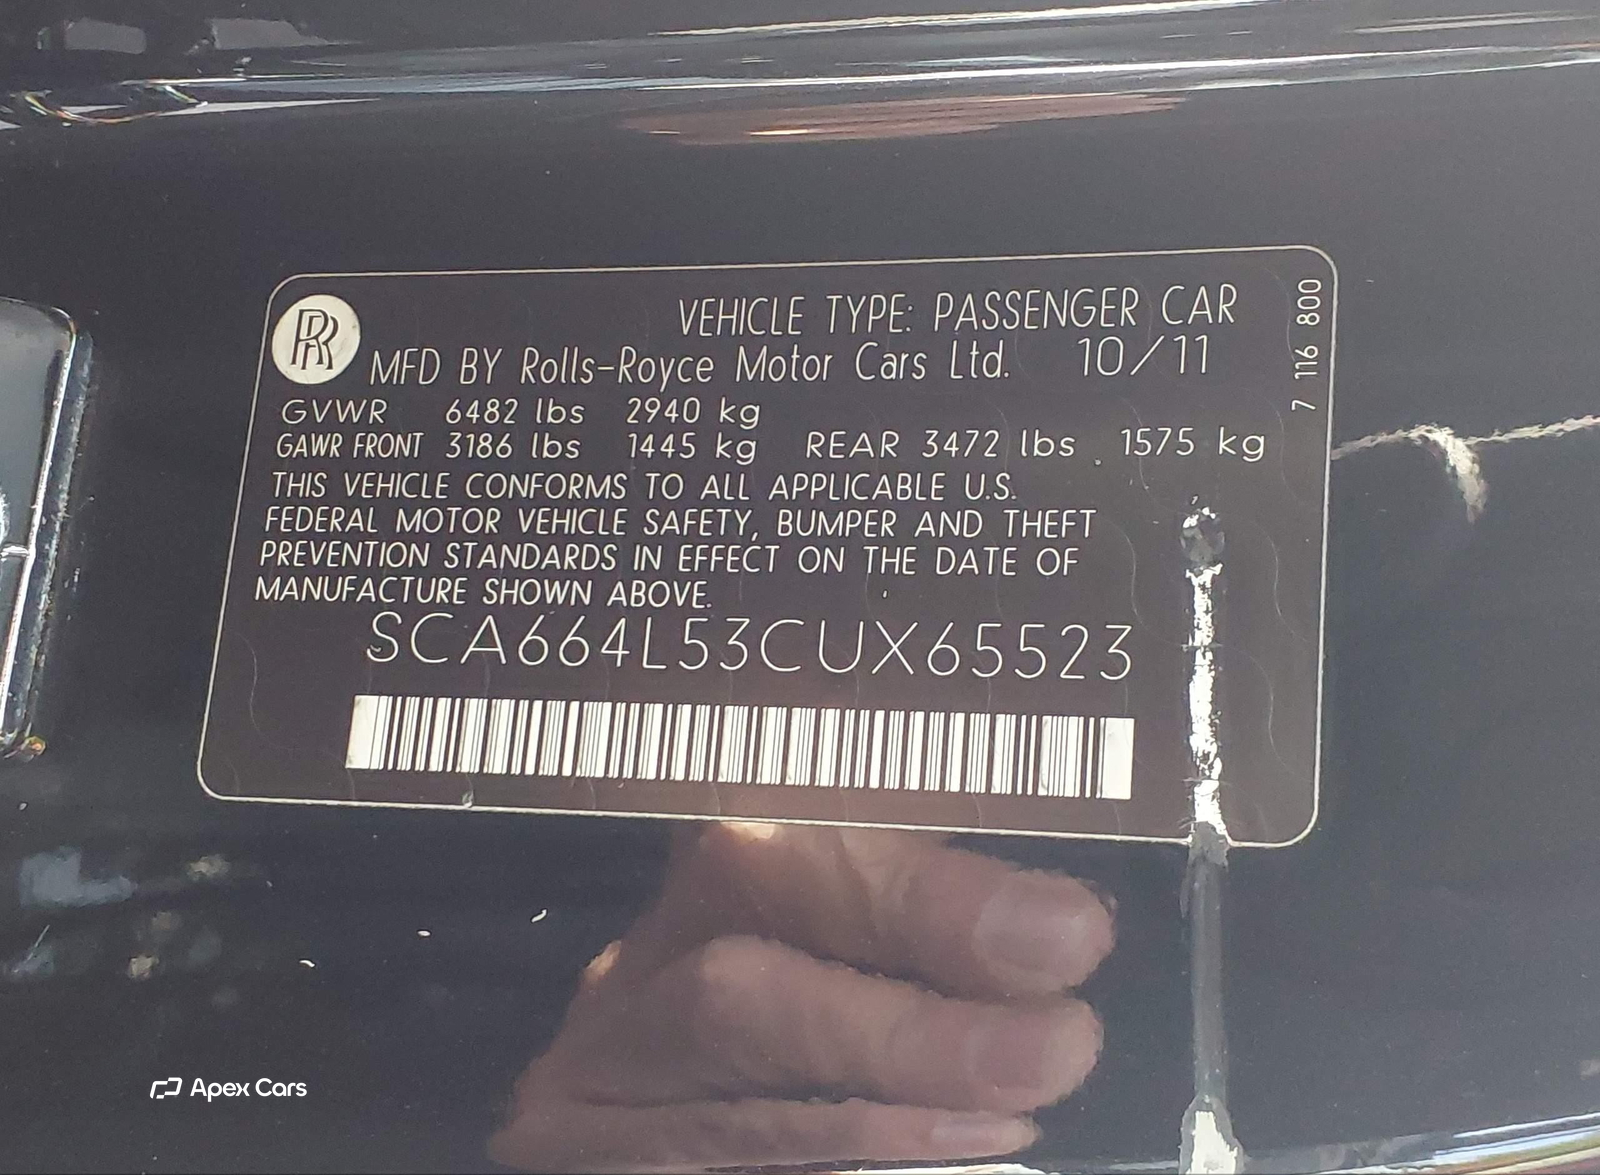 RR
VEHICLE TYPE: PASSENGER CAR
MFD BY Rolls-Royce Motor Cars Ltd. 10/11
GVWR 6482 lbs 2940 kg
GAWR FRONT 3186 lbs 1445 kg REAR 3472 lbs 1575 kg
THIS VEHICLE CONFORMS TO ALL APPLICABLE U.S.
FEDERAL MOTOR VEHICLE SAFETY, BUMPER AND THEFT
PREVENTION STANDARDS IN EFFECT ON THE DATE OF
MANUFACTURE SHOWN ABOVE.
SCA664L53CUX65523
7 116 800
Apex Cars